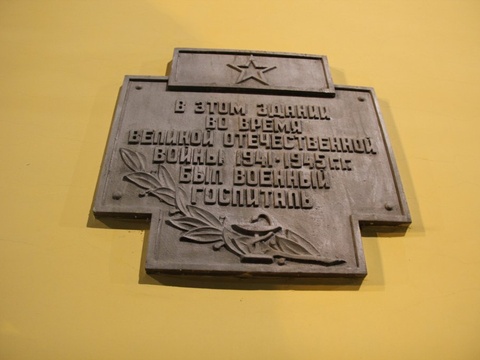 В ЭТОМ ЗДАНИИ
ВО ВРЕМЯ
ВЕЛИКОЙ ОТЕЧЕСТВЕННОЙ
ВОЙНЫ 1941-1945 г.г.
БЫЛ ВОЕННЫЙ
ГОСПИТАЛЬ